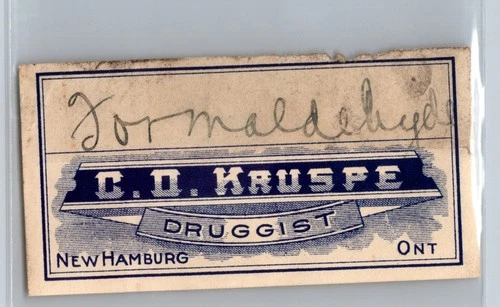 Formaldehyde
C. D. KRUSPE
DRUGGIST
NEW HAMBURG ONT